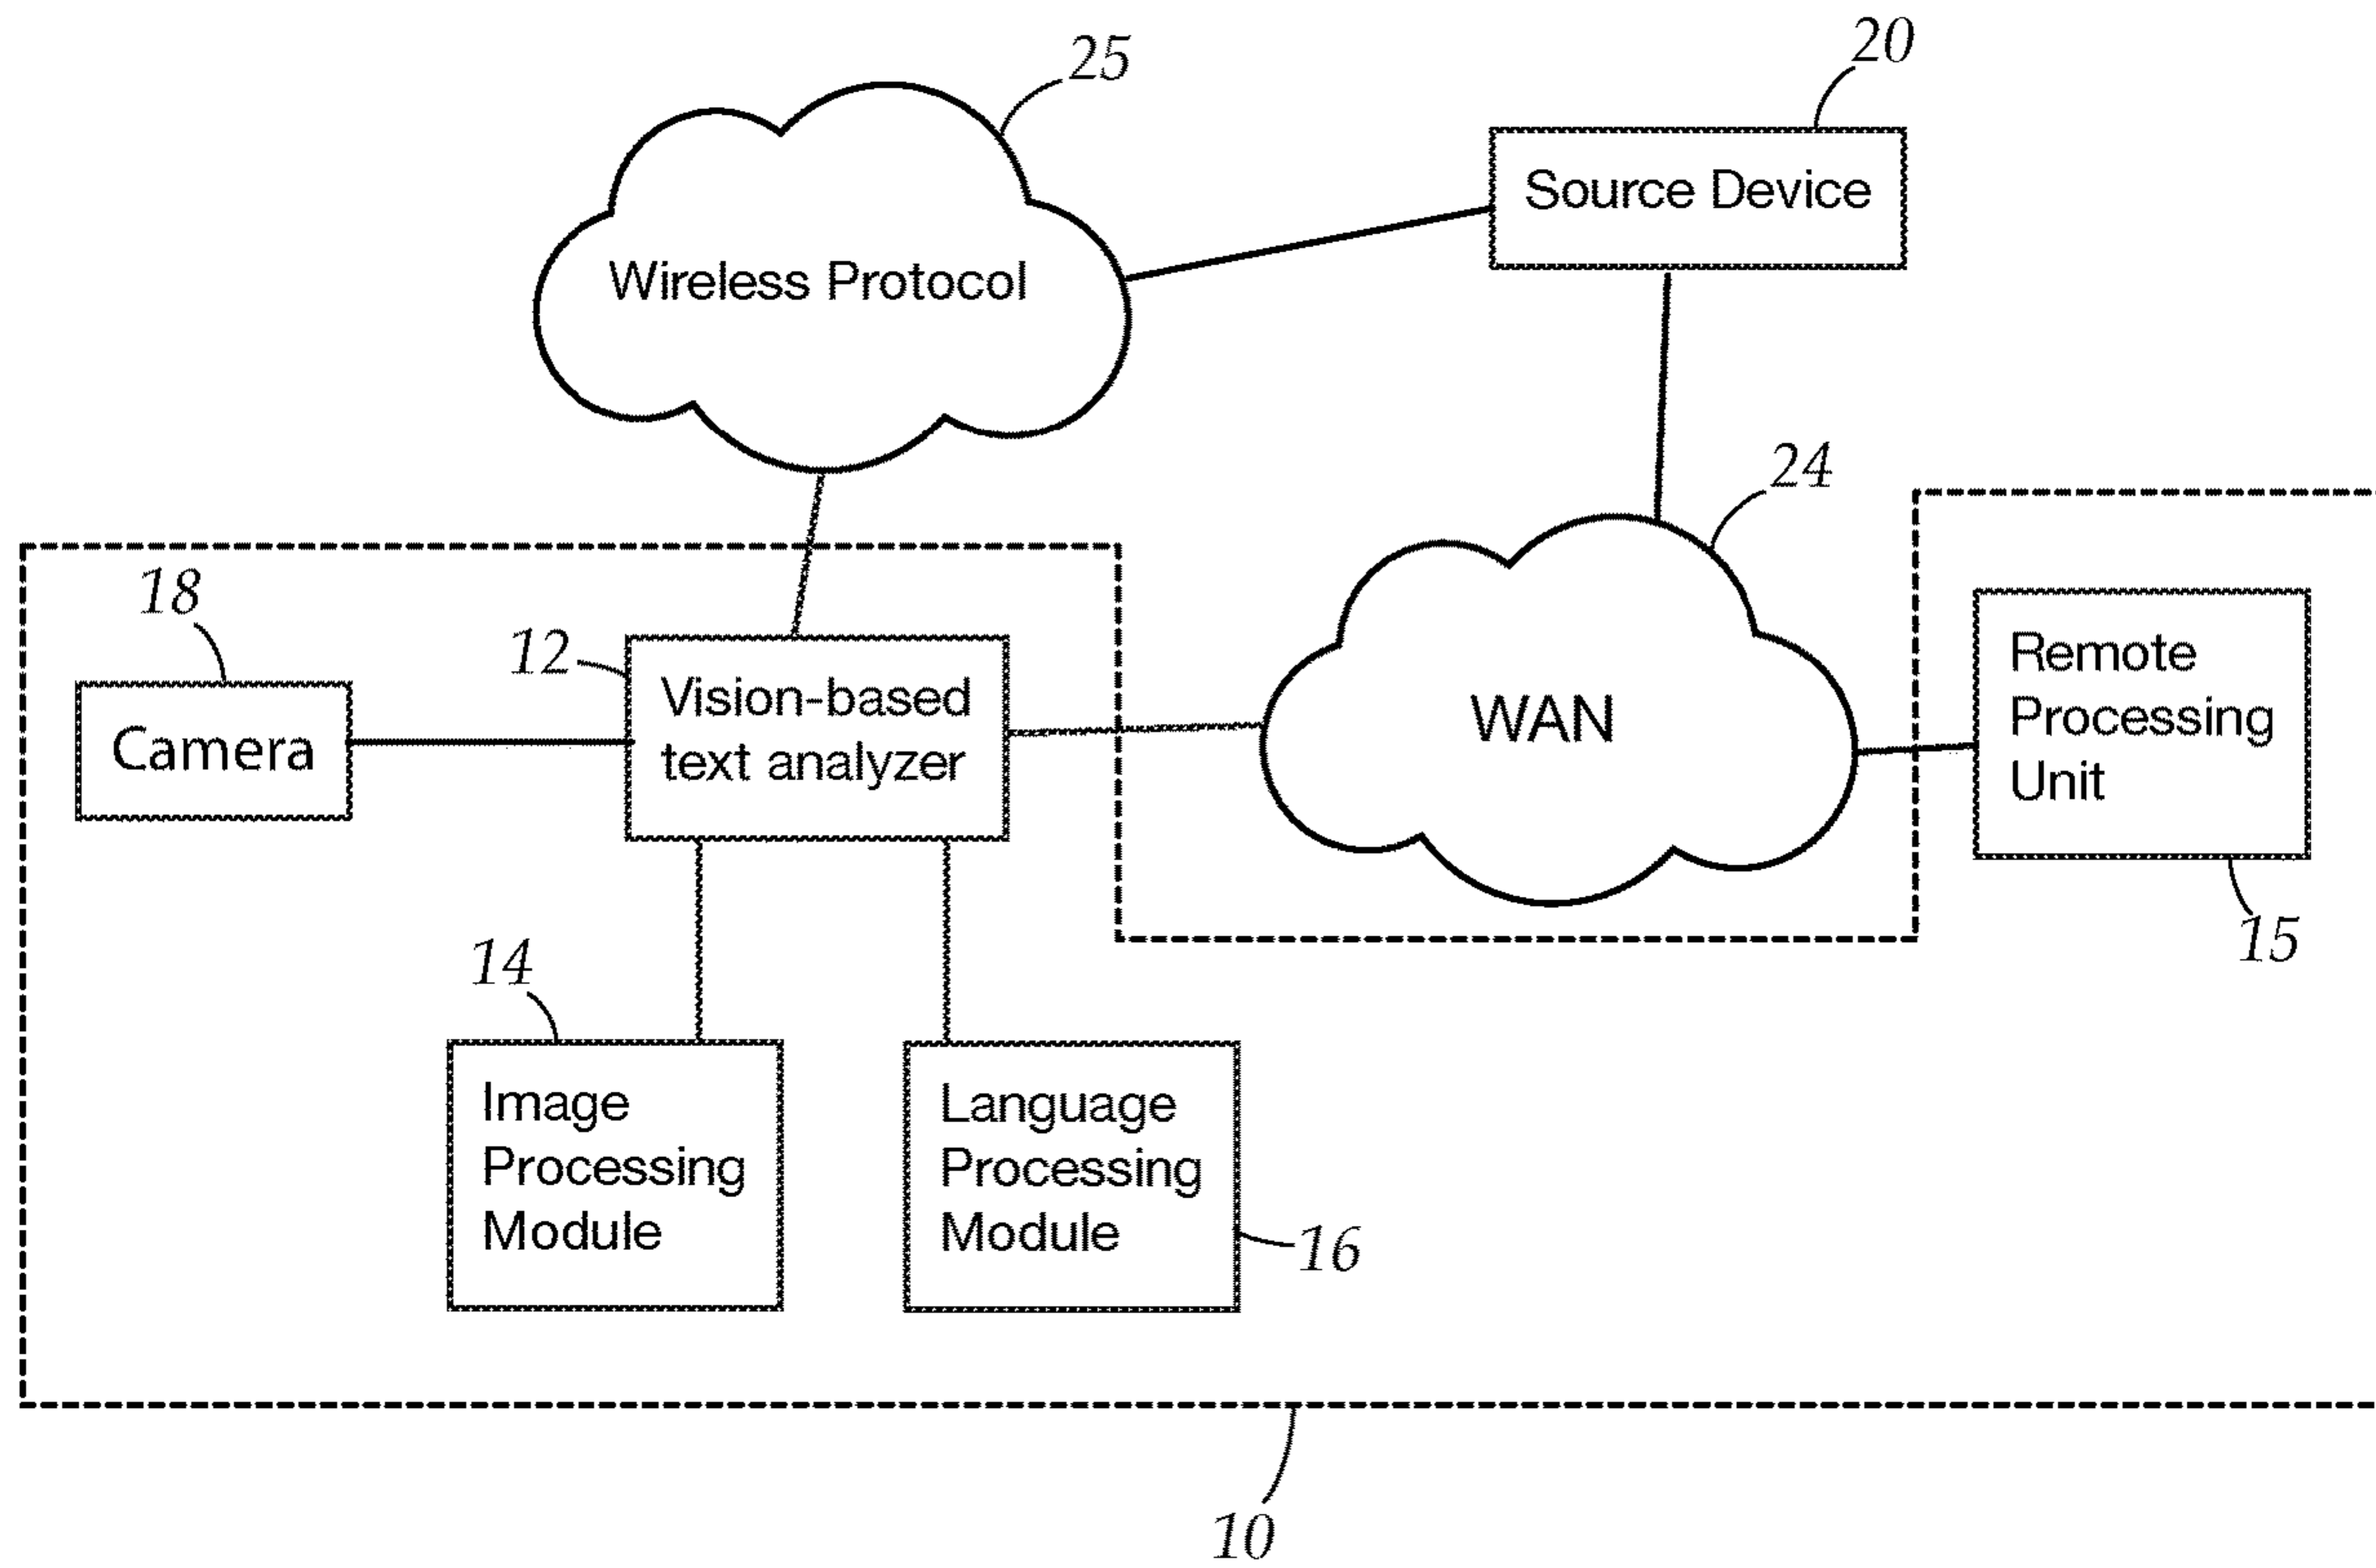 25
20
Source Device
Wireless Protocol
24
18
12
Camera
Vision-based
text analyzer
WAN
Remote
Processing
Unit
15
14
Image
Processing
Module
Language
Processing
Module
16
10